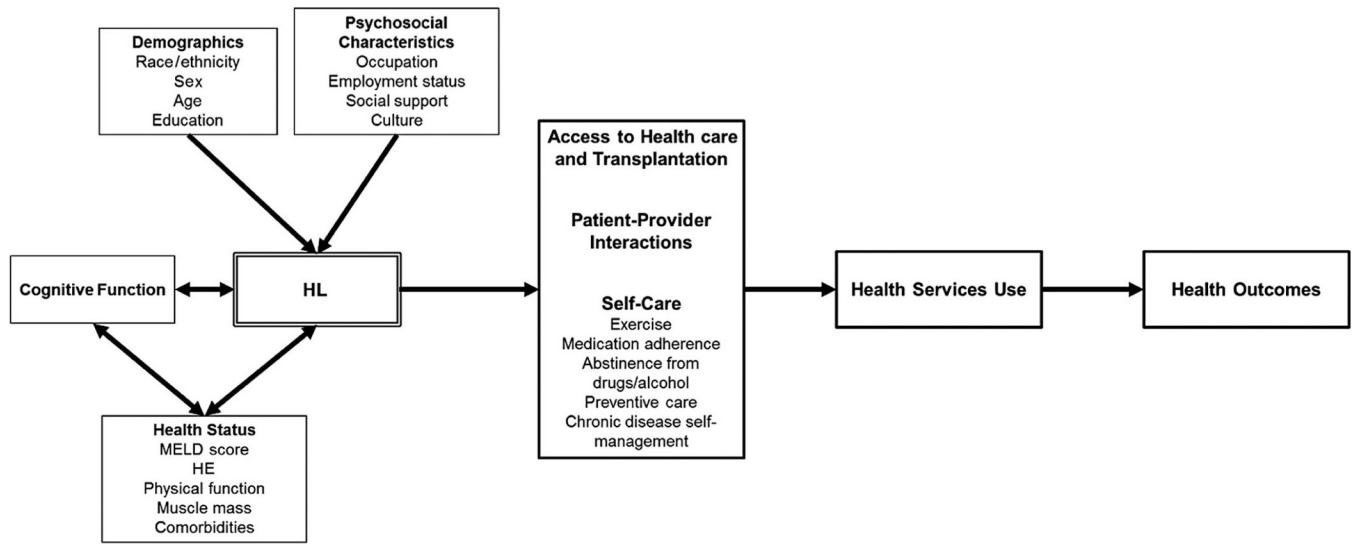 Demographics
Race/ethnicity
Sex
Age
Education
Psychosocial
Characteristics
Occupation
Employment status
Social support
Culture
Cognitive Function
HL
Health Status
MELD score
HE
Physical function
Muscle mass
Comorbidities
Access to Health care
and Transplantation
Patient-Provider
Interactions
Self-Care
Exercise
Medication adherence
Abstinence from
drugs/alcohol
Preventive care
Chronic disease self-
management
Health Services Use
Health Outcomes